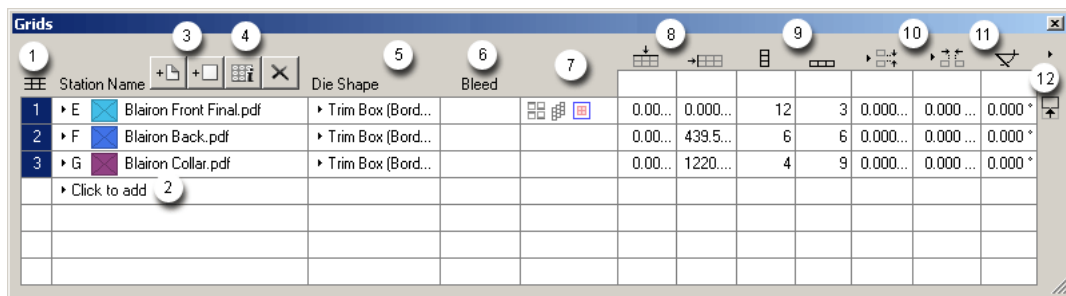 Grids
1 3 4 5 6 7 8 9 10 11 12
Station Name Die Shape Bleed
1 E Blairon Front Final.pdf Trim Box (Bord... 0.00... 0.000... 12 3 0.000... 0.000 ... 0.000 °
2 F Blairon Back.pdf Trim Box (Bord... 0.00... 439.5... 6 6 0.000... 0.000 ... 0.000 °
3 G Blairon Collar.pdf Trim Box (Bord... 0.00... 1220.... 4 9 0.000... 0.000 ... 0.000 °
Click to add 2